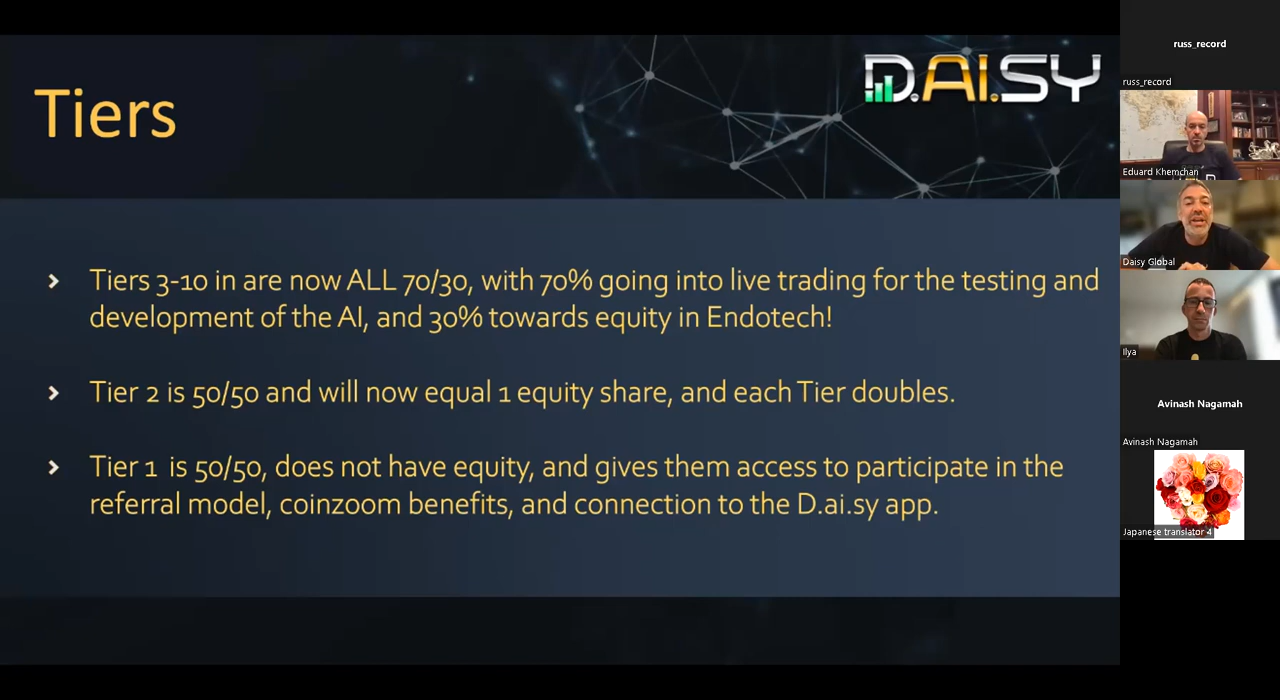 Tiers
D.AI.SY
Tiers 3-10 in are now ALL 70/30, with 70% going into live trading for the testing and
development of the AI, and 30% towards equity in Endotech!
Tier 2 is 50/50 and will now equal 1 equity share, and each Tier doubles.
Tier 1 is 50/50, does not have equity, and gives them access to participate in the
referral model, coinzoom benefits, and connection to the D.ai.sy app.
russ_record
russ_record
Eduard Khemchan
Daisy Global
Ilya
Avinash Nagamah
Avinash Nagamah
Japanese translator 4